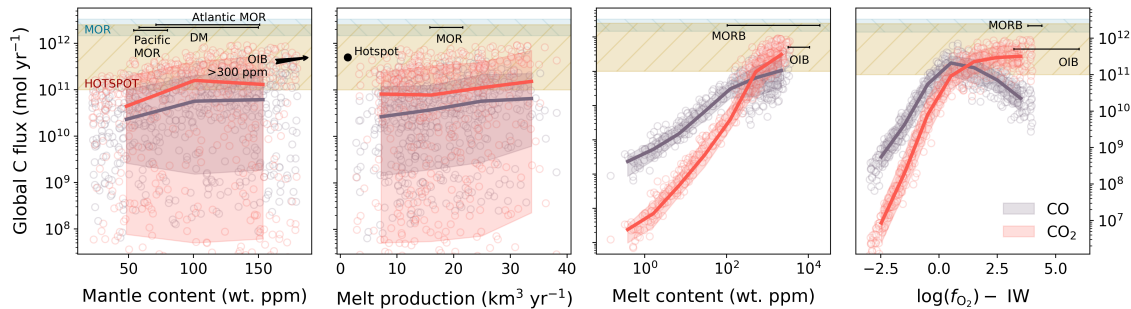 Global C flux (mol yr⁻¹)
10¹²
10¹¹
10¹⁰
10⁹
10⁸
MOR
HOTSPOT
Atlantic MOR
DM
Pacific
MOR
OIB
>300 ppm
50
100
150
Mantle content (wt. ppm)
Hotspot
MOR
0
10
20
30
40
Melt production (km³ yr⁻¹)
MORB
OIB
10⁰
10²
10⁴
Melt content (wt. ppm)
MORB
OIB
CO
CO₂
10¹²
10¹¹
10¹⁰
10⁹
10⁸
10⁷
−2.5
0.0
2.5
5.0
log(f_O₂) − IW